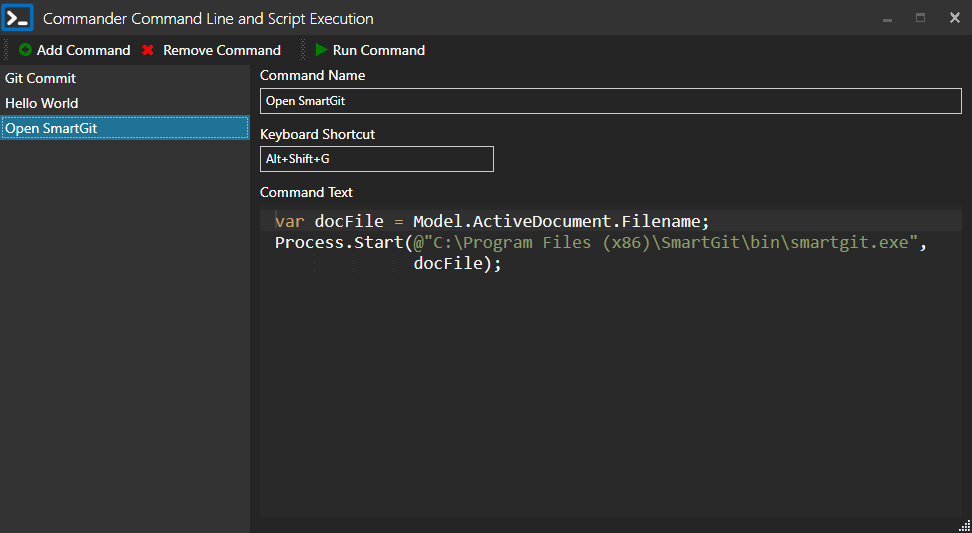 Commander Command Line and Script Execution
Add Command Remove Command Run Command
Git Commit
Hello World
Open SmartGit
Command Name
Open SmartGit
Keyboard Shortcut
Alt+Shift+G
Command Text
var docFile = Model.ActiveDocument.Filename;
Process.Start(@"C:\Program Files (x86)\SmartGit\bin\smartgit.exe",
docFile);